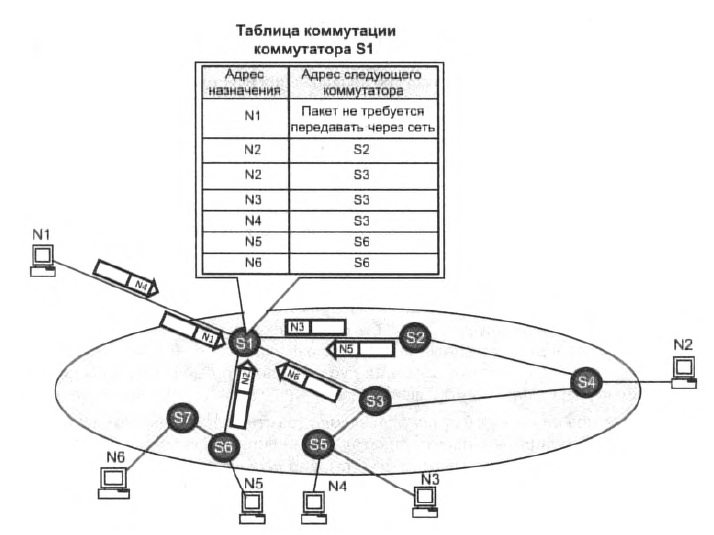 Таблица коммутации
коммутатора S1
Адрес назначения Адрес следующего коммутатора
N1 Пакет не требуется передавать через сеть
N2 S2
N2 S3
N3 S3
N4 S3
N5 S6
N6 S6
N1
N4
N1
S1
N3
N5
S2
N2
S4
N6
N2
S3
S7
S6
S5
N6
N5
N4
N3